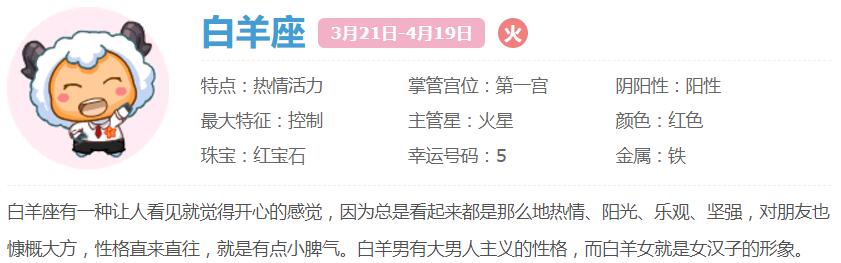 白羊座 3月21日-4月19日 火
特点：热情活力 掌管宫位：第一宫 阴阳性：阳性
最大特征：控制 主管星：火星 颜色：红色
珠宝：红宝石 幸运号码：5 金属：铁
白羊座有一种让人看见就觉得开心的感觉，因为总是看起来都是那么地热情、阳光、乐观、坚强，对朋友也
慷概大方，性格直来直往，就是有点小脾气。白羊男有大男人主义的性格，而白羊女就是女汉子的形象。